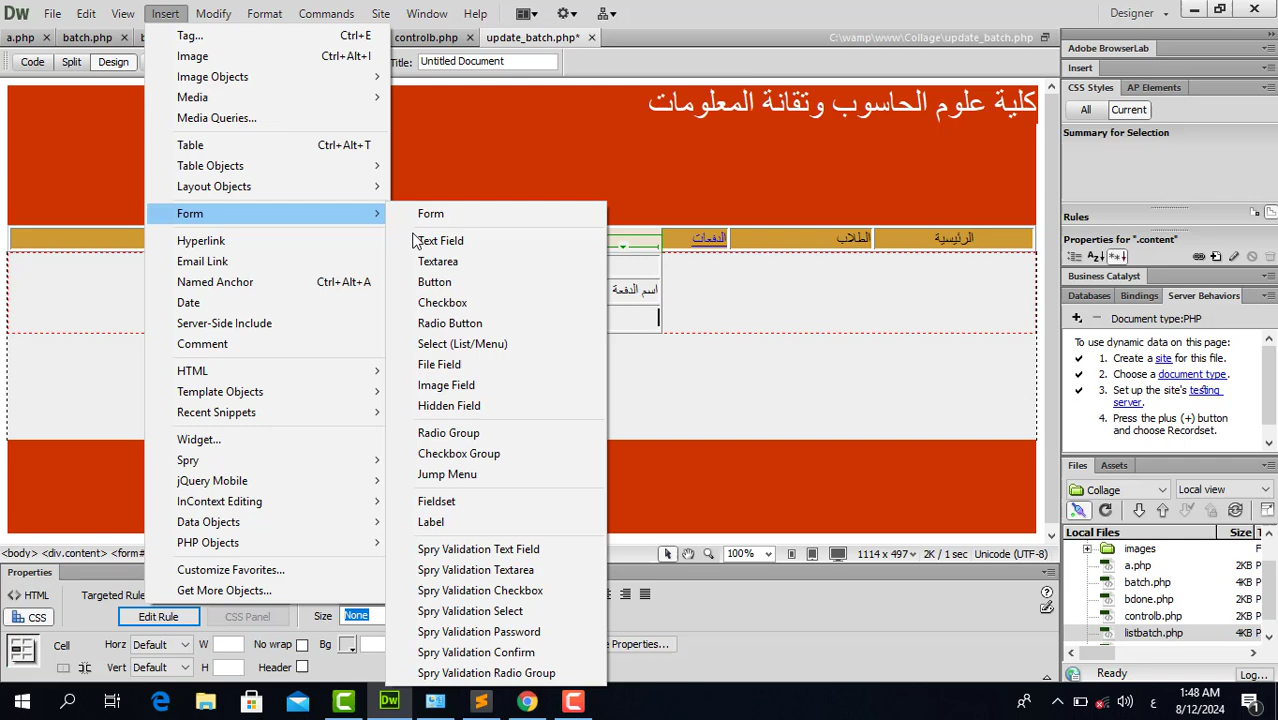 Dw File Edit View Insert Modify Format Commands Site Window Help Designer
a.php batch.php controlb.php update_batch.php* C:\wamp\www\Collage\update_batch.php
Code Split Design Title: Untitled Document
Adobe BrowserLab
Insert
CSS Styles AP Elements
All Current
Summary for Selection
Rules
Properties for ".content"
Business Catalyst
Databases Bindings Server Behaviors
Document type:PHP
To use dynamic data on this page:
1. Create a site for this file.
2. Choose a document type.
3. Set up the site's testing
server.
4. Press the plus (+) button
and choose Recordset.
Files Assets
Collage Local view
Local Files Size
images
a.php 2KB
batch.php 4KB
bdone.php 2KB
controlb.php 2KB
listbatch.php 4KB
Ready Log...
كلية علوم الحاسوب وتقانة المعلومات
الرئيسية
الطلاب
الدفعات
اسم الدفعة
Tag... Ctrl+E
Image Ctrl+Alt+I
Image Objects
Media
Media Queries...
Table Ctrl+Alt+T
Table Objects
Layout Objects
Form
Hyperlink
Email Link
Named Anchor Ctrl+Alt+A
Date
Server-Side Include
Comment
HTML
Template Objects
Recent Snippets
Widget...
Spry
jQuery Mobile
InContext Editing
Data Objects
PHP Objects
Customize Favorites...
Get More Objects...
Form
Text Field
Textarea
Button
Checkbox
Radio Button
Select (List/Menu)
File Field
Image Field
Hidden Field
Radio Group
Checkbox Group
Jump Menu
Fieldset
Label
Spry Validation Text Field
Spry Validation Textarea
Spry Validation Checkbox
Spry Validation Select
Spry Validation Password
Spry Validation Confirm
Spry Validation Radio Group
<body> <div.content> <form# 100% 1114 x 497 2K / 1 sec Unicode (UTF-8)
Properties
HTML Targeted Rule
CSS Edit Rule CSS Panel Size None
Cell Horz Default W No wrap Bg Properties...
Vert Default H Header
1:48 AM
8/12/2024